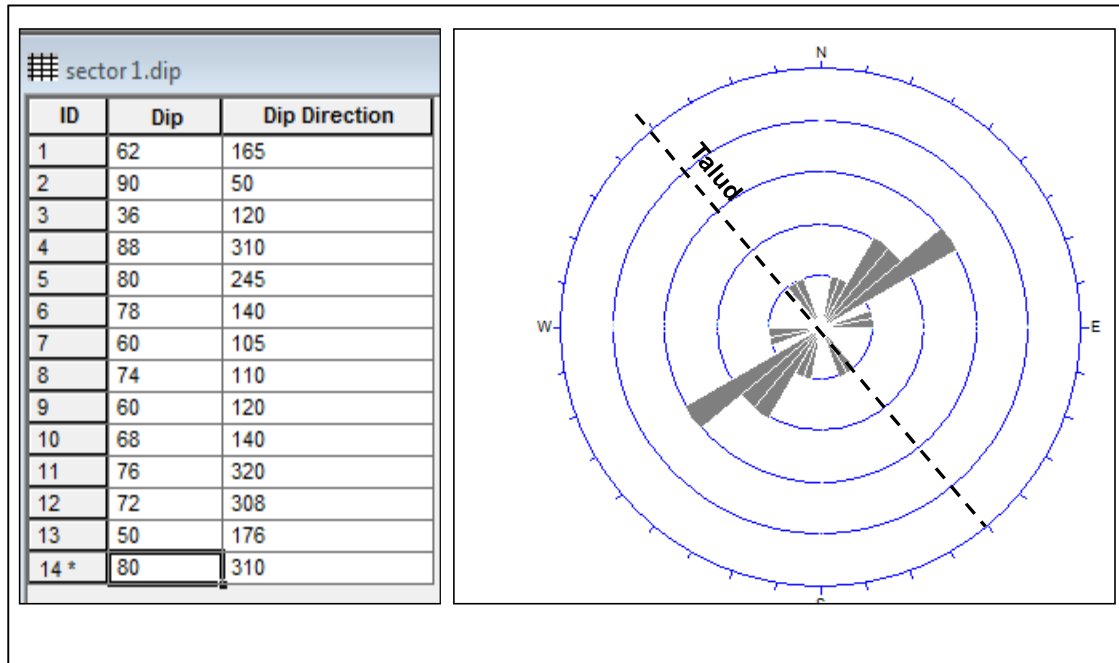 sector 1.dip
ID Dip Dip Direction
1 62 165
2 90 50
3 36 120
4 88 310
5 80 245
6 78 140
7 60 105
8 74 110
9 60 120
10 68 140
11 76 320
12 72 308
13 50 176
14 * 80 310
N
Talud
W
E
S